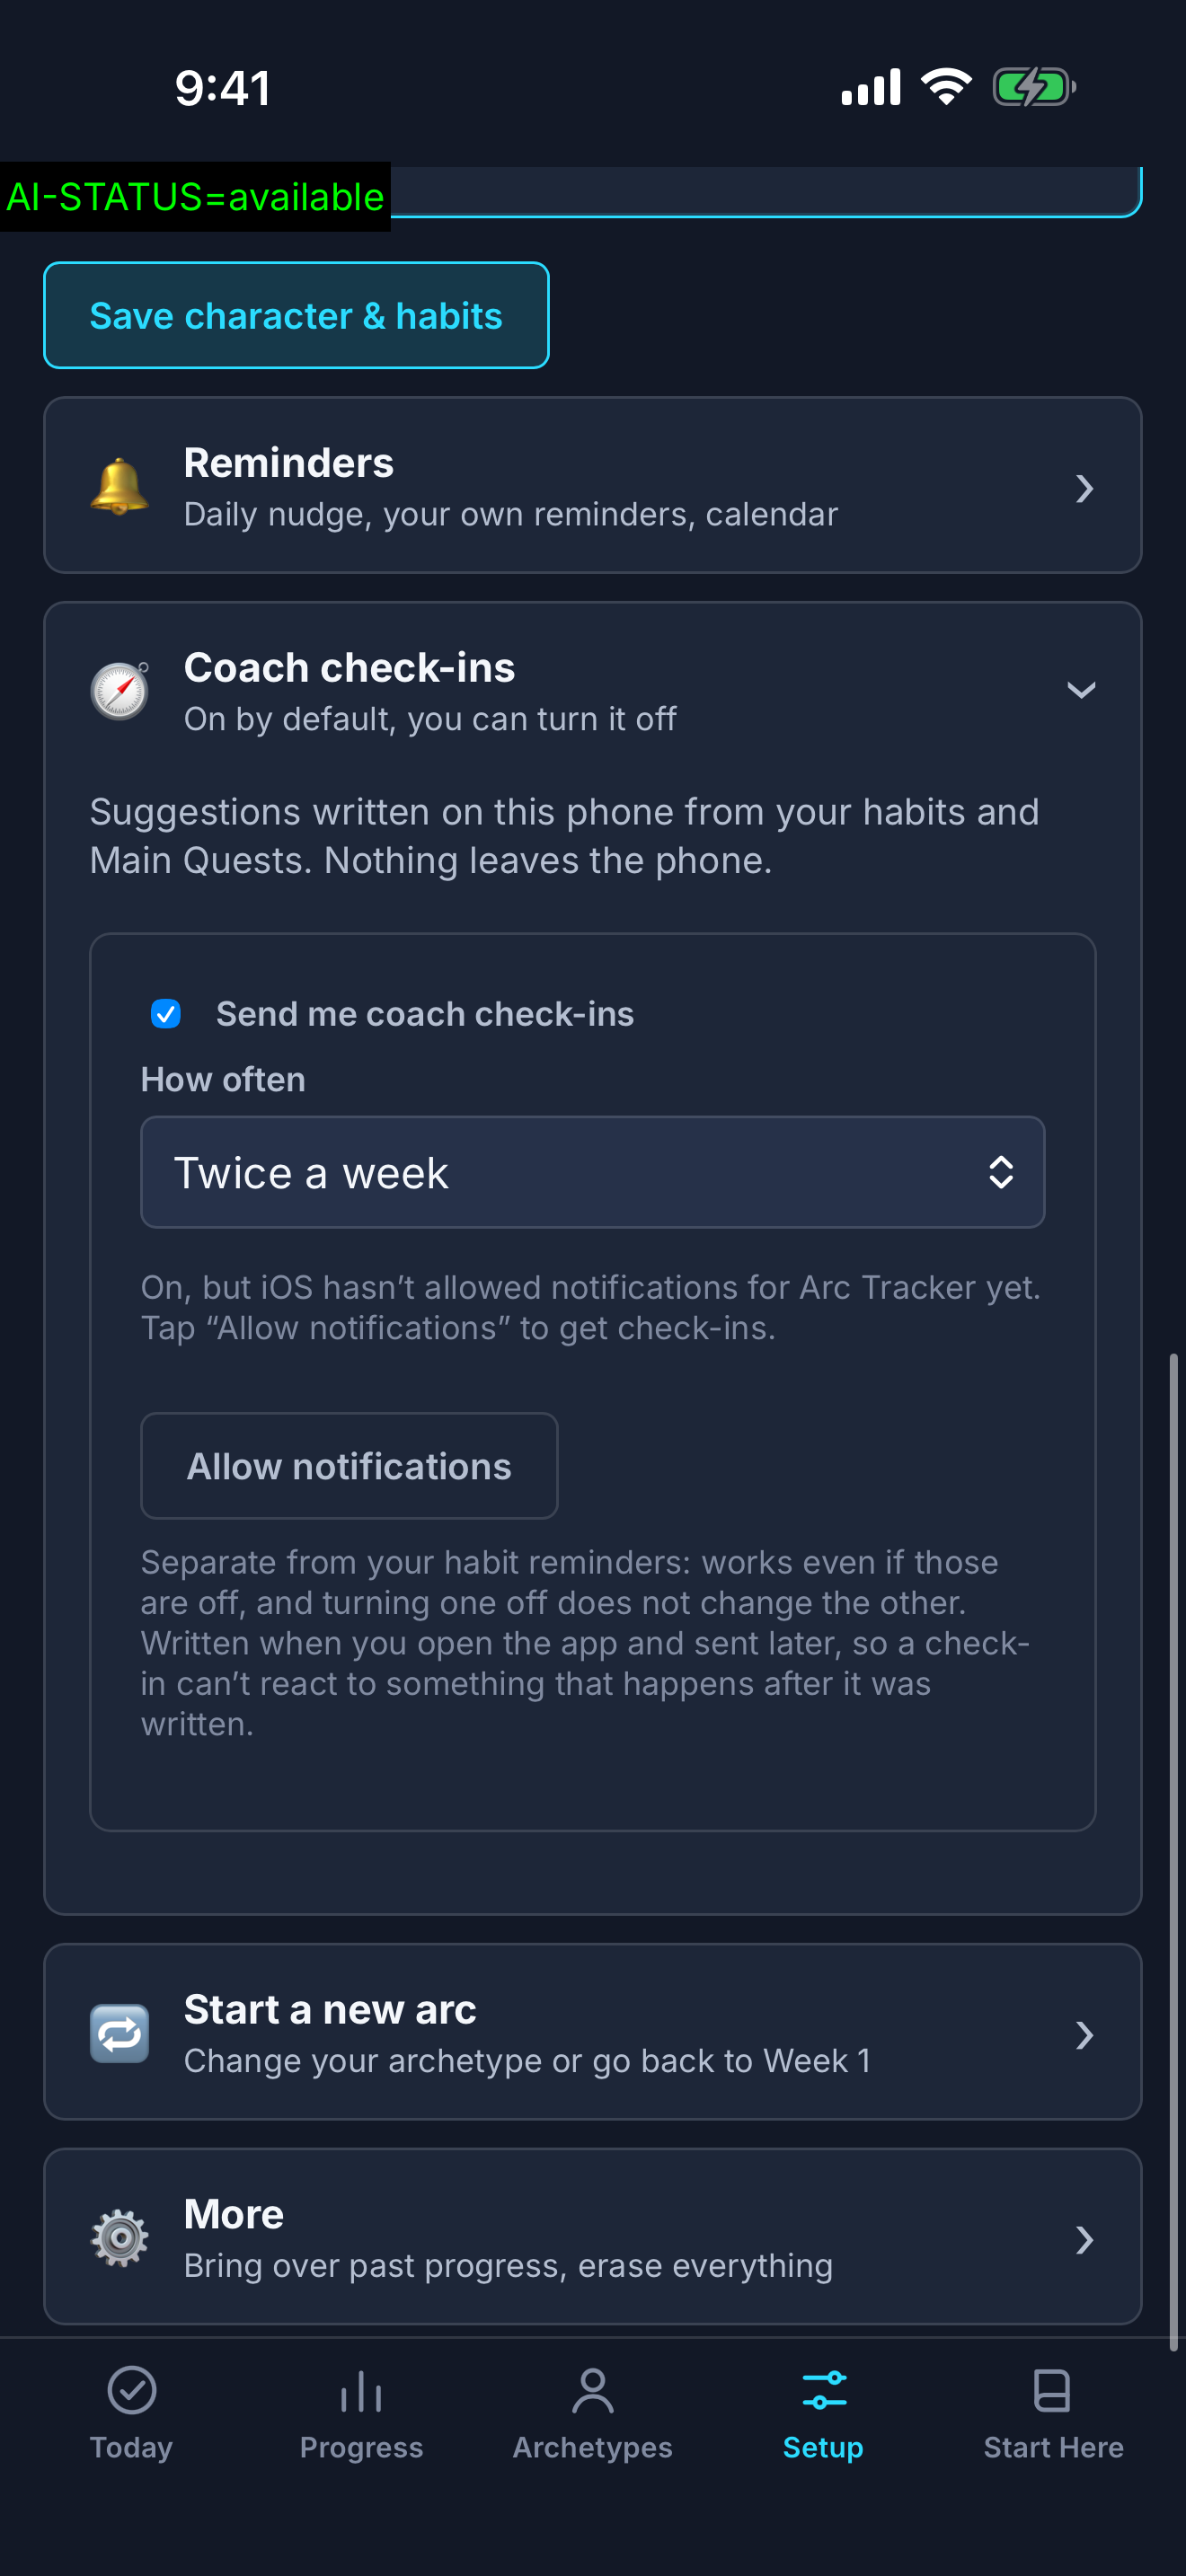 9:41
AI-STATUS=available
Save character & habits
Reminders
Daily nudge, your own reminders, calendar
Coach check-ins
On by default, you can turn it off
Suggestions written on this phone from your habits and
Main Quests. Nothing leaves the phone.
Send me coach check-ins
How often
Twice a week
On, but iOS hasn’t allowed notifications for Arc Tracker yet.
Tap “Allow notifications” to get check-ins.
Allow notifications
Separate from your habit reminders: works even if those
are off, and turning one off does not change the other.
Written when you open the app and sent later, so a check-
in can’t react to something that happens after it was
written.
Start a new arc
Change your archetype or go back to Week 1
More
Bring over past progress, erase everything
Today
Progress
Archetypes
Setup
Start Here